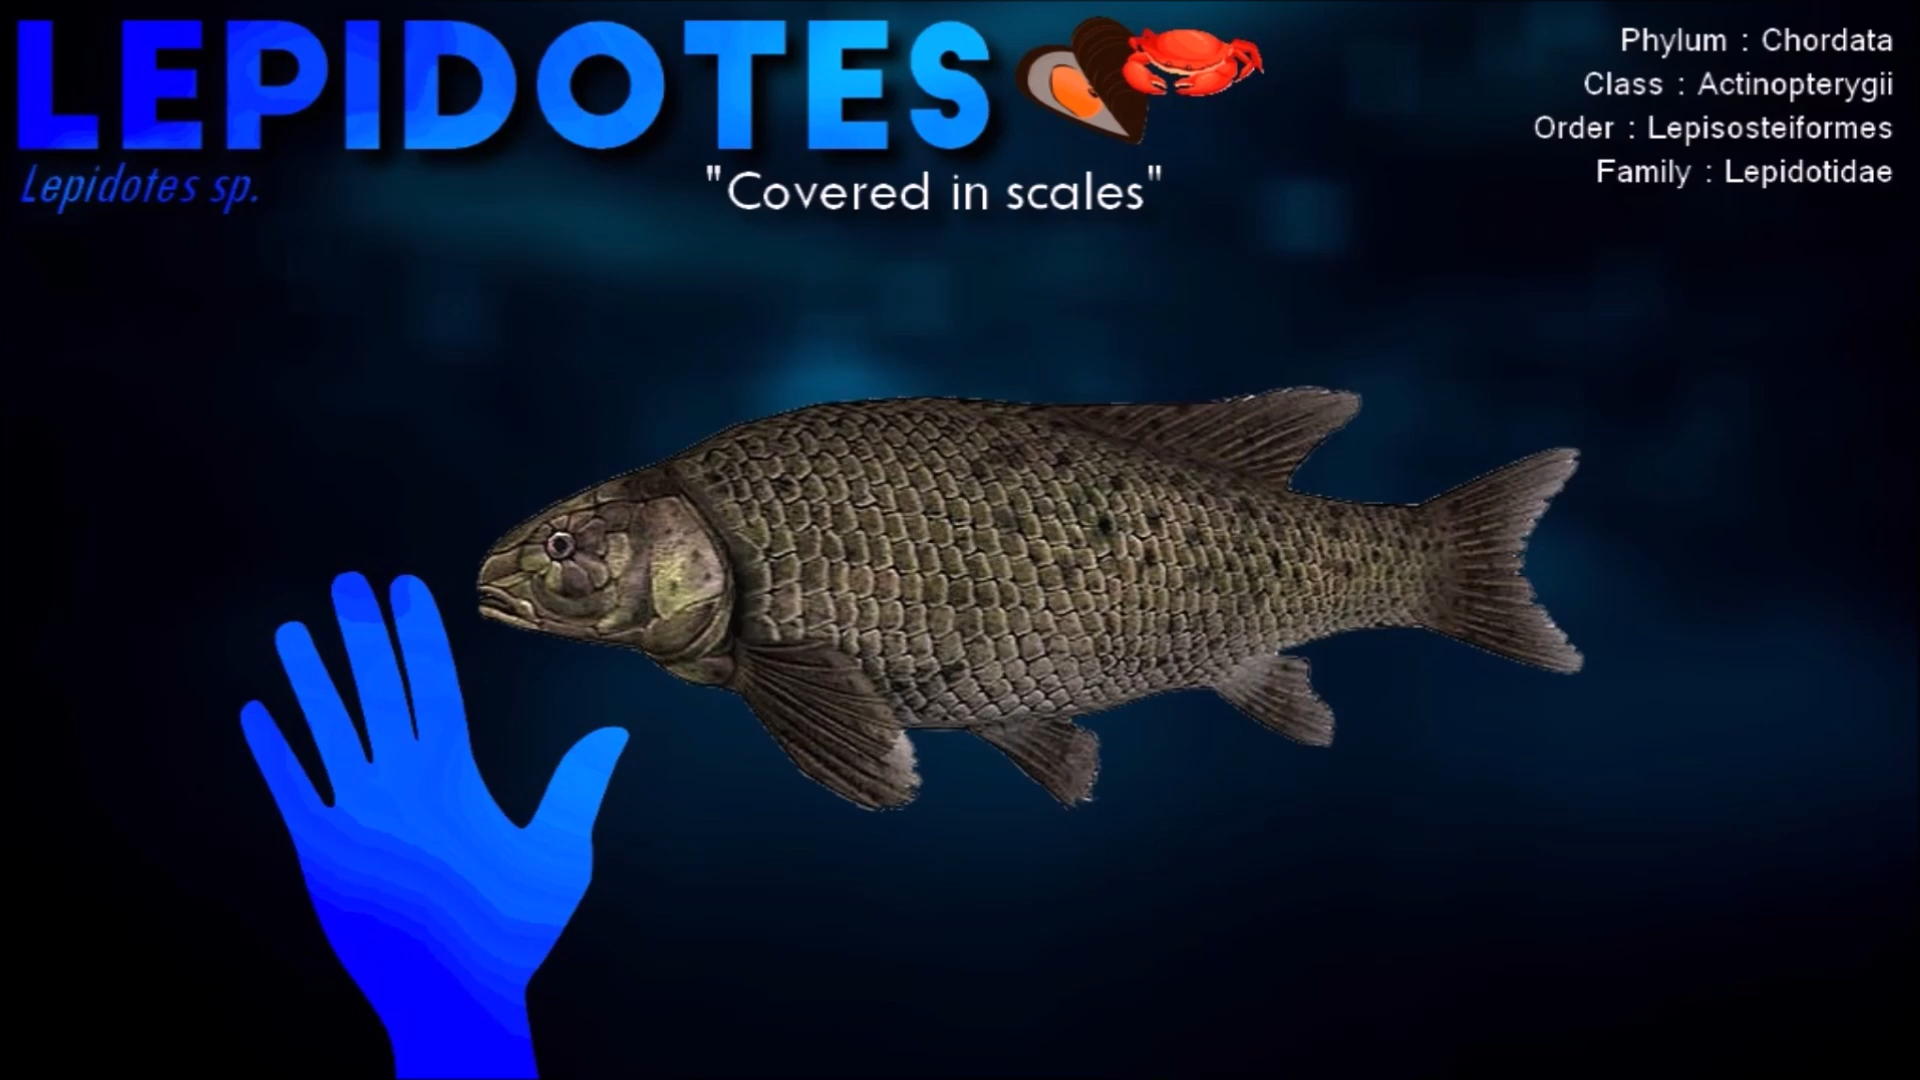 LEPIDOTES
Lepidotes sp.
"Covered in scales"
Phylum : Chordata
Class : Actinopterygii
Order : Lepisosteiformes
Family : Lepidotidae